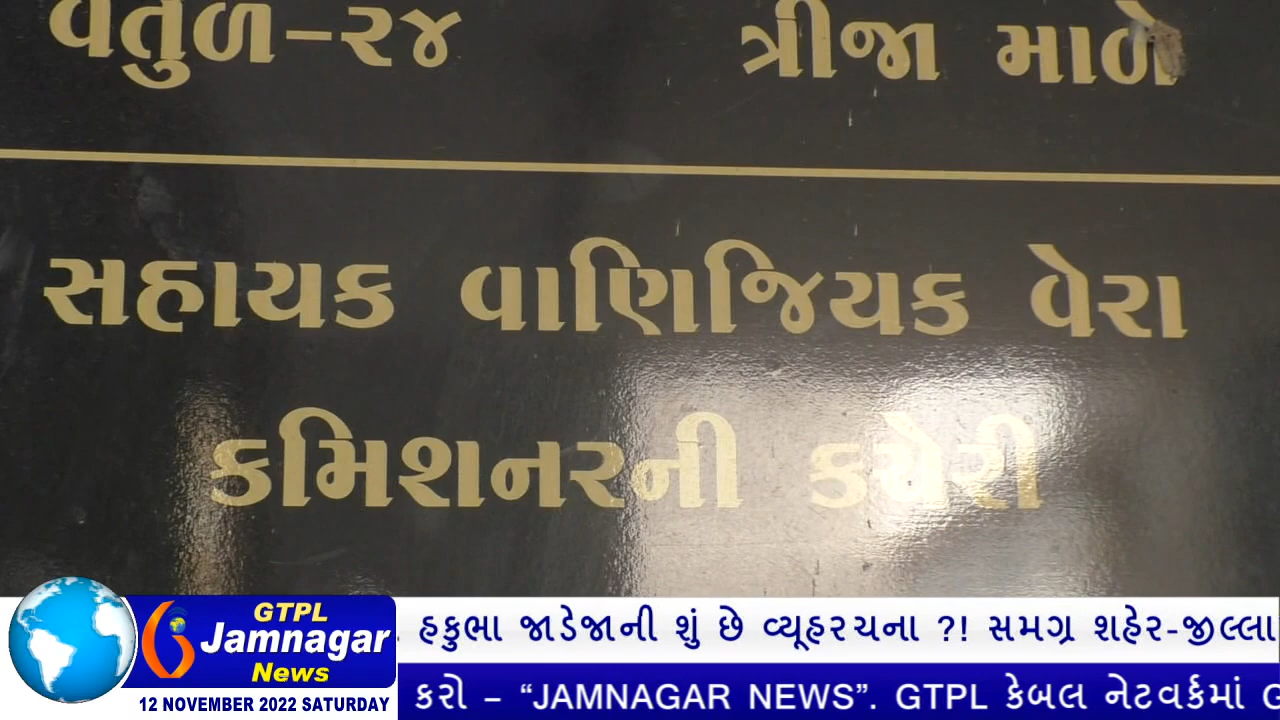 વર્તુળ-૨૪ ત્રીજા માળે
સહાયક વાણિજિયક વેરા
કમિશનરની કચેરી
GTPL
Jamnagar
News
12 NOVEMBER 2022 SATURDAY
હકુભા જાડેજાની શું છે વ્યૂહરચના ?! સમગ્ર શહેર-જીલ્લા
કરો – “JAMNAGAR NEWS”. GTPL કેબલ નેટવર્કમાં